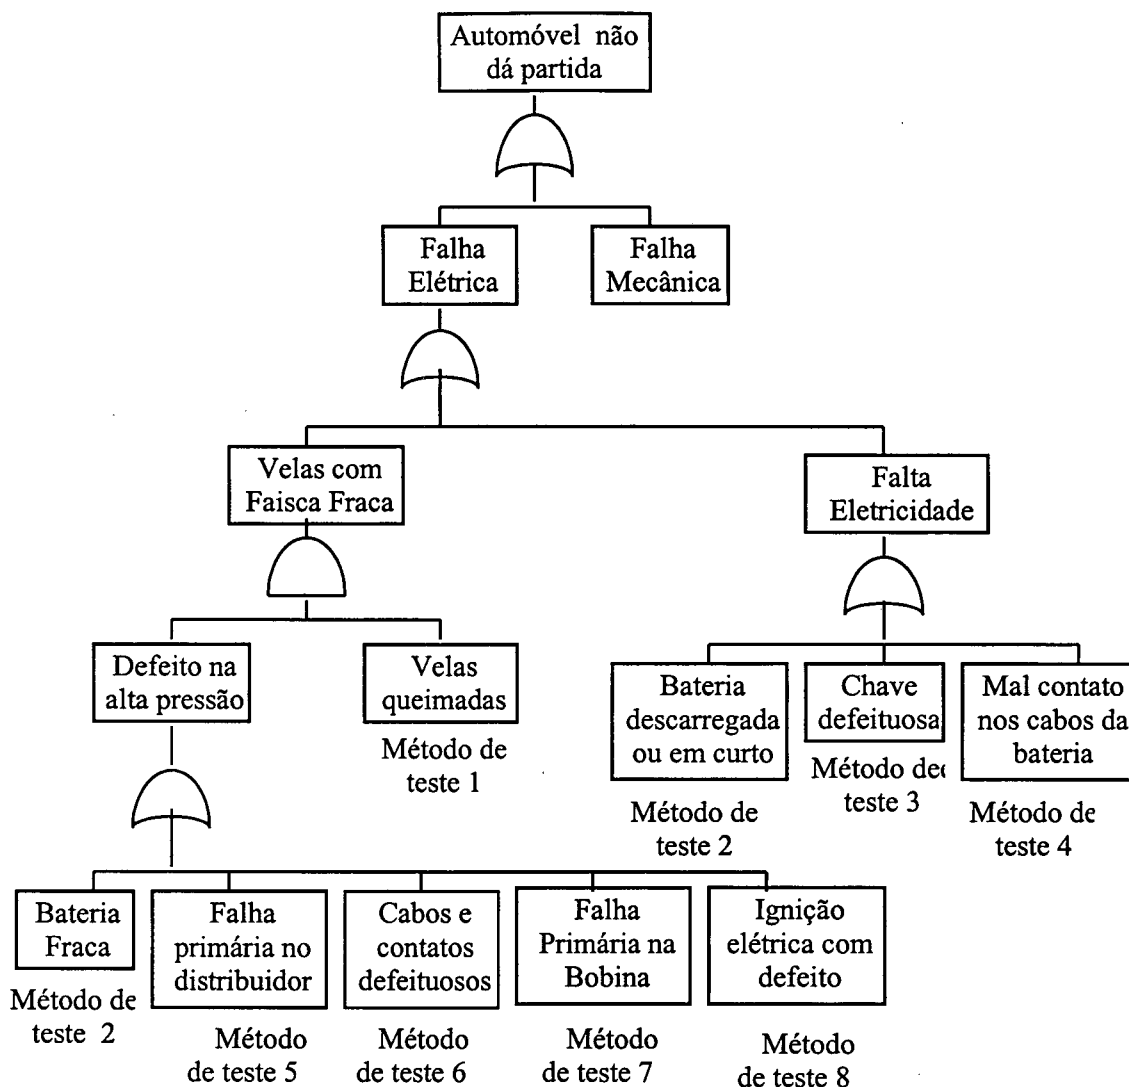 Automóvel não
dá partida
Falha
Elétrica
Falha
Mecânica
Velas com
Faisca Fraca
Falta
Eletricidade
Defeito na
alta pressão
Velas
queimadas
Método de
teste 1
Bateria
descarregada
ou em curto
Método de
teste 2
Chave
defeituosa
Método de
teste 3
Mal contato
nos cabos da
bateria
Método de
teste 4
Bateria
Fraca
Método de
teste 2
Falha
primária no
distribuidor
Método
de teste 5
Cabos e
contatos
defeituosos
Método
de teste 6
Falha
Primária na
Bobina
Método
de teste 7
Ignição
elétrica com
defeito
Método
de teste 8